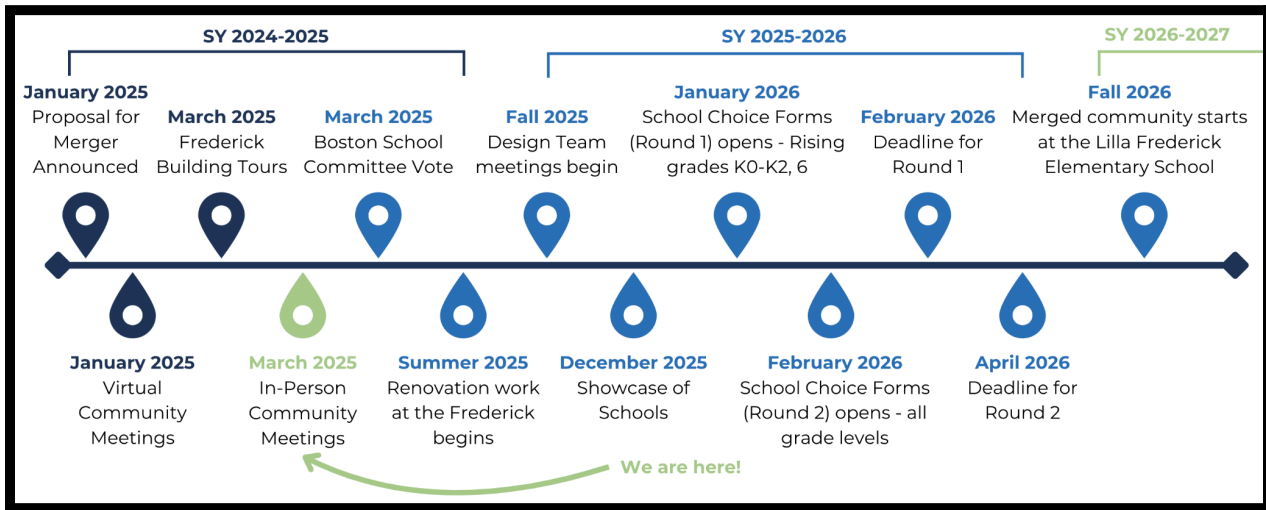 SY 2024-2025
SY 2025-2026
SY 2026-2027
January 2025
Proposal for
Merger
Announced
March 2025
Frederick
Building Tours
March 2025
Boston School
Committee Vote
Fall 2025
Design Team
meetings begin
January 2026
School Choice Forms
(Round 1) opens - Rising
grades K0-K2, 6
February 2026
Deadline for
Round 1
Fall 2026
Merged community starts
at the Lilla Frederick
Elementary School
January 2025
Virtual
Community
Meetings
March 2025
In-Person
Community
Meetings
Summer 2025
Renovation work
at the Frederick
begins
December 2025
Showcase of
Schools
February 2026
School Choice Forms
(Round 2) opens - all
grade levels
April 2026
Deadline for
Round 2
We are here!